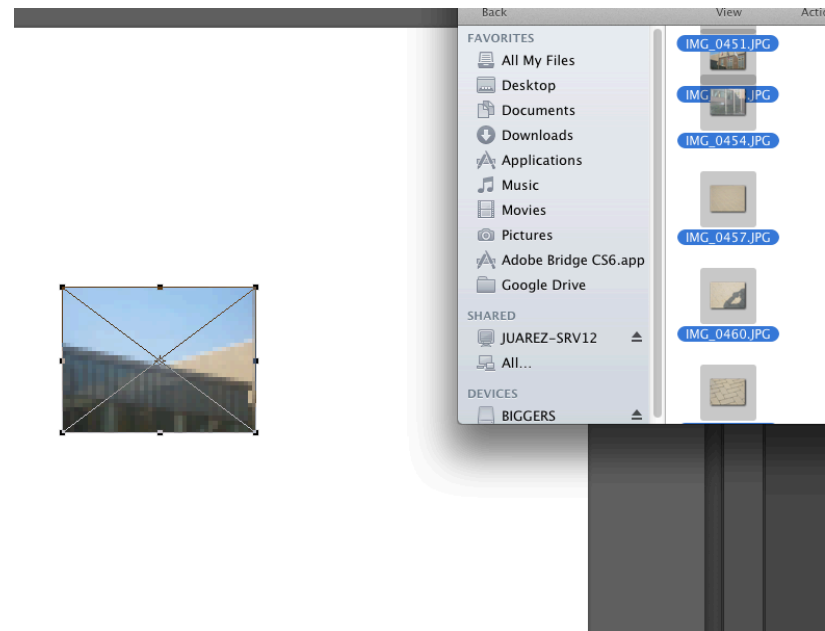 Back
View
FAVORITES
All My Files
Desktop
Documents
Downloads
Applications
Music
Movies
Pictures
Adobe Bridge CS6.app
Google Drive
SHARED
JUAREZ-SRV12
All...
DEVICES
BIGGERS
IMG_0451.JPG
IMG_0454.JPG
IMG_0457.JPG
IMG_0460.JPG